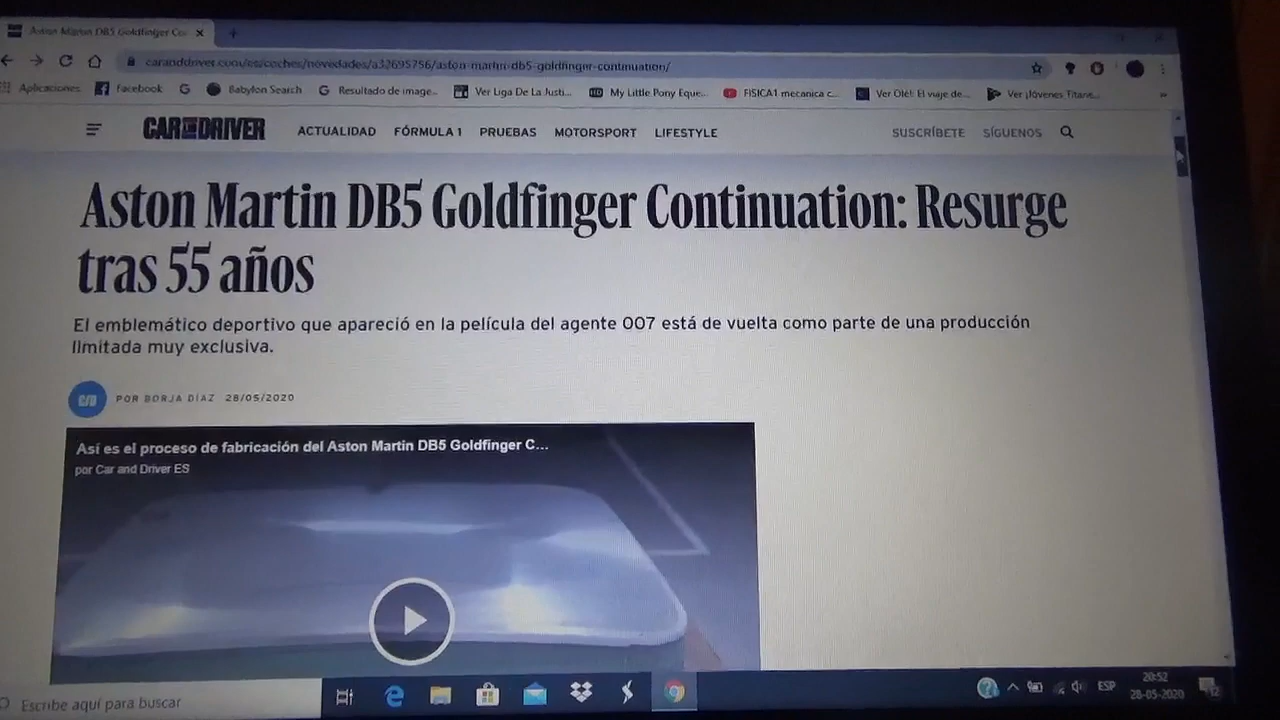 Aston Martin DB5 Goldfinger Co
caranddriver.com/es/coches/novedades/a32695756/aston-martin-db5-goldfinger-continuation/
Aplicaciones Facebook Babylon Search Resultado de image... Ver Liga De La Justi... My Little Pony Eque... FISICA1 mecanica c... Ver Olé!: El viaje de... Ver ¡Jóvenes Titane...
CAR AND DRIVER ACTUALIDAD FÓRMULA 1 PRUEBAS MOTORSPORT LIFESTYLE SUSCRÍBETE SÍGUENOS
Aston Martin DB5 Goldfinger Continuation: Resurge
tras 55 años
El emblemático deportivo que apareció en la película del agente 007 está de vuelta como parte de una producción
limitada muy exclusiva.
C/D POR BORJA DÍAZ 28/05/2020
Así es el proceso de fabricación del Aston Martin DB5 Goldfinger C...
por Car and Driver ES
Escribe aquí para buscar
ESP 20:52
28-05-2020 12